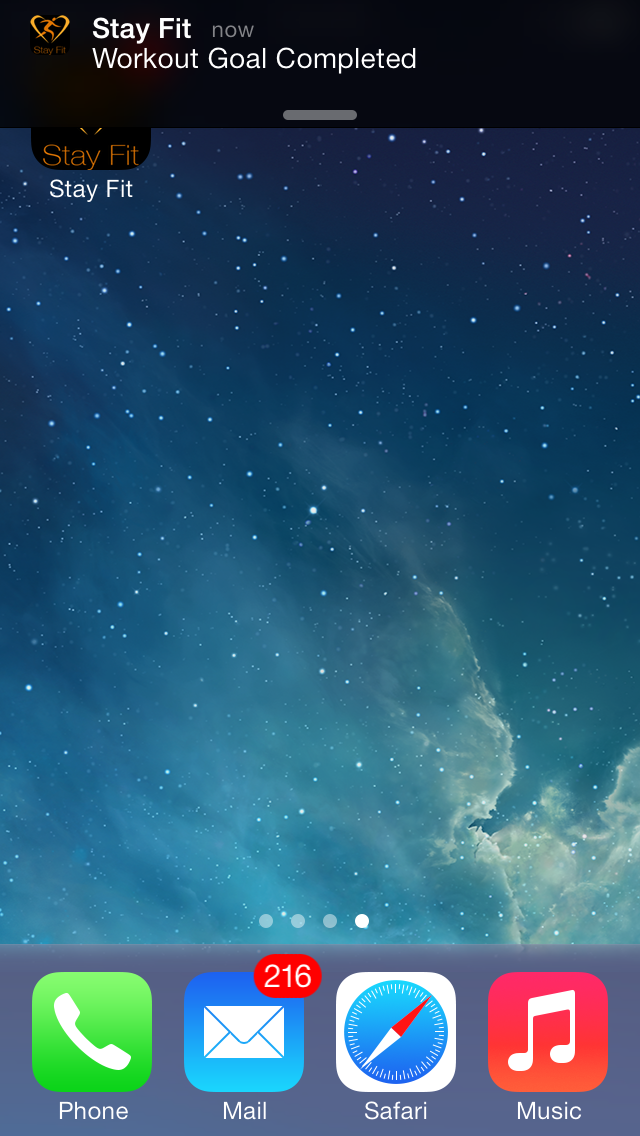 Stay Fit now
Stay Fit
Workout Goal Completed
Stay Fit
Stay Fit
216
Phone Mail Safari Music